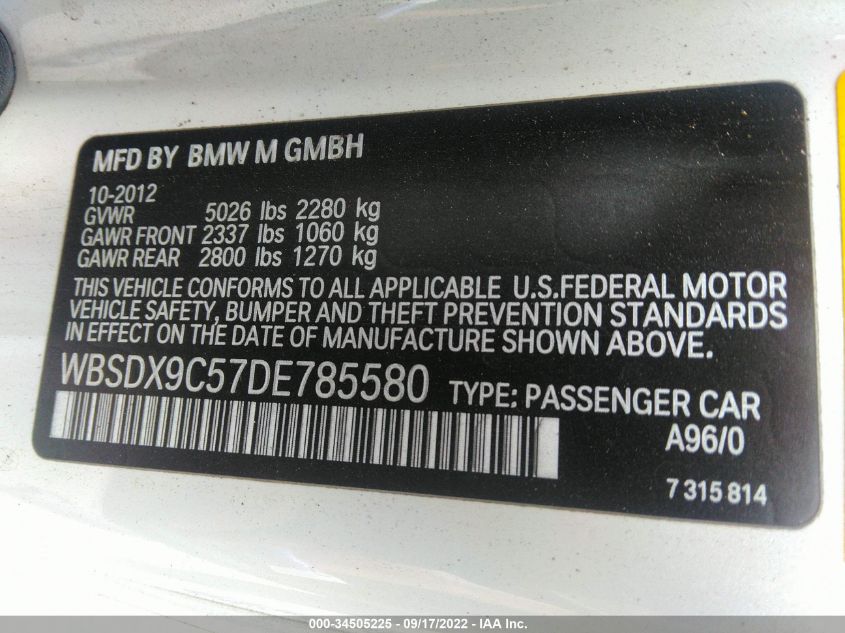 MFD BY BMW M GMBH
10-2012
GVWR 5026 lbs 2280 kg
GAWR FRONT 2337 lbs 1060 kg
GAWR REAR 2800 lbs 1270 kg
THIS VEHICLE CONFORMS TO ALL APPLICABLE U.S.FEDERAL MOTOR
VEHICLE SAFETY, BUMPER AND THEFT PREVENTION STANDARDS
IN EFFECT ON THE DATE OF MANUFACTURE SHOWN ABOVE.
WBSDX9C57DE785580 TYPE: PASSENGER CAR
A96/0
7 315 814
000-34505225 - 09/17/2022 - IAA Inc.